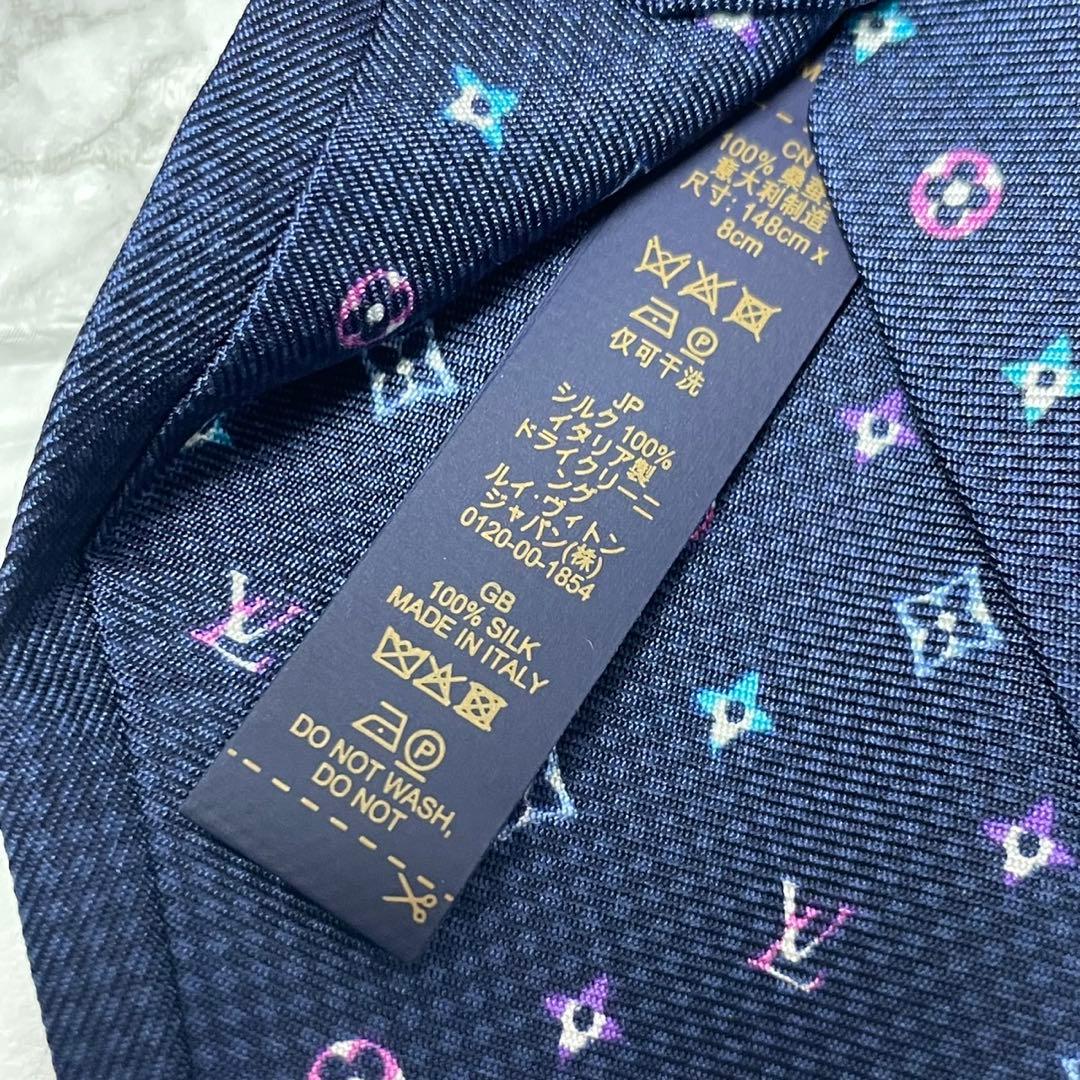 CN
100% 桑蚕
意大利制造
尺寸: 148cm x
8cm
仅可干洗
JP
シルク 100%
イタリア製
ドライクリーニ
ング
ルイ・ヴィトン
ジャパン(株)
0120-00-1854
GB
100% SILK
MADE IN ITALY
DO NOT WASH,
DO NOT
LV
LV